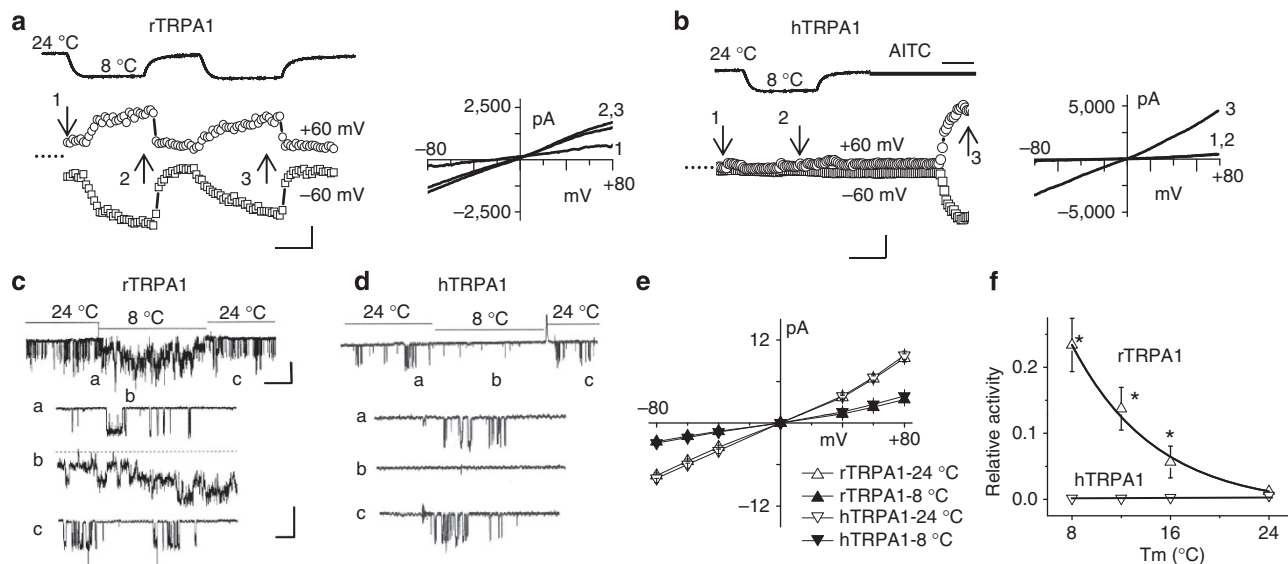 a
rTRPA1
24 °C
8 °C
1
+60 mV
2
3
−60 mV
2,500
pA
2,3
−80
1
mV
+80
−2,500
b
hTRPA1
AITC
24 °C
8 °C
1
2
+60 mV
3
−60 mV
5,000
pA
3
−80
1,2
mV
+80
−5,000
c
rTRPA1
24 °C
8 °C
24 °C
a
b
c
a
b
c
d
hTRPA1
24 °C
8 °C
24 °C
a
b
c
a
b
c
e
12
pA
−80
mV
+80
−12
rTRPA1-24 °C
rTRPA1-8 °C
hTRPA1-24 °C
hTRPA1-8 °C
f
Relative activity
0.2
0.1
0.0
*
rTRPA1
*
*
hTRPA1
8
16
24
Tm (°C)